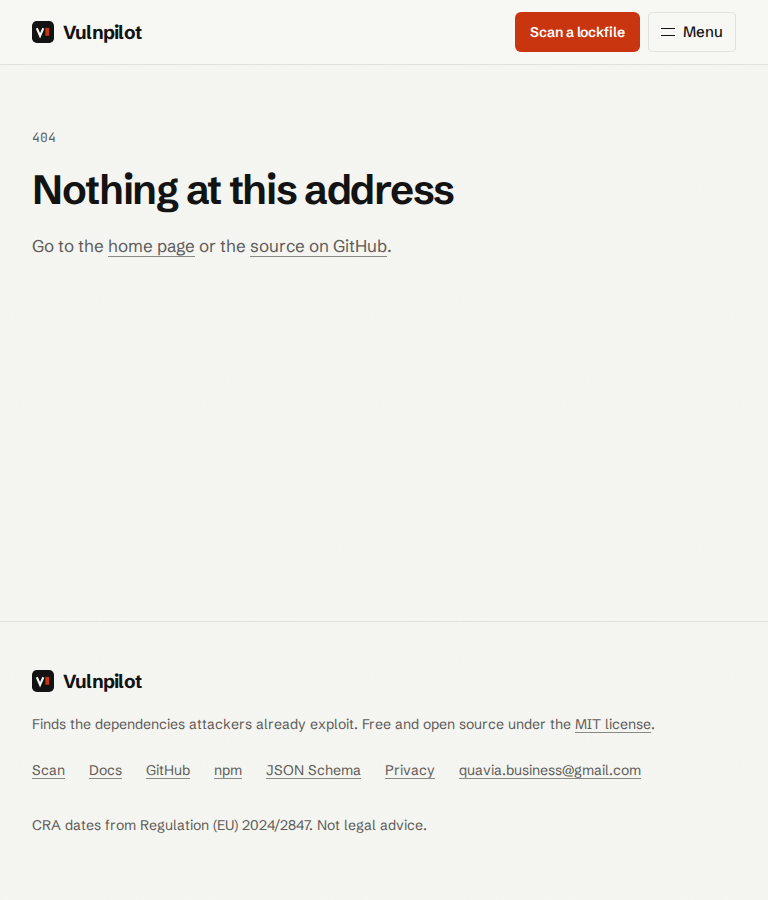 Vulnpilot
Scan a lockfile
Menu
404
Nothing at this address
Go to the home page or the source on GitHub.
Vulnpilot
Finds the dependencies attackers already exploit. Free and open source under the MIT license.
Scan Docs GitHub npm JSON Schema Privacy quavia.business@gmail.com
CRA dates from Regulation (EU) 2024/2847. Not legal advice.